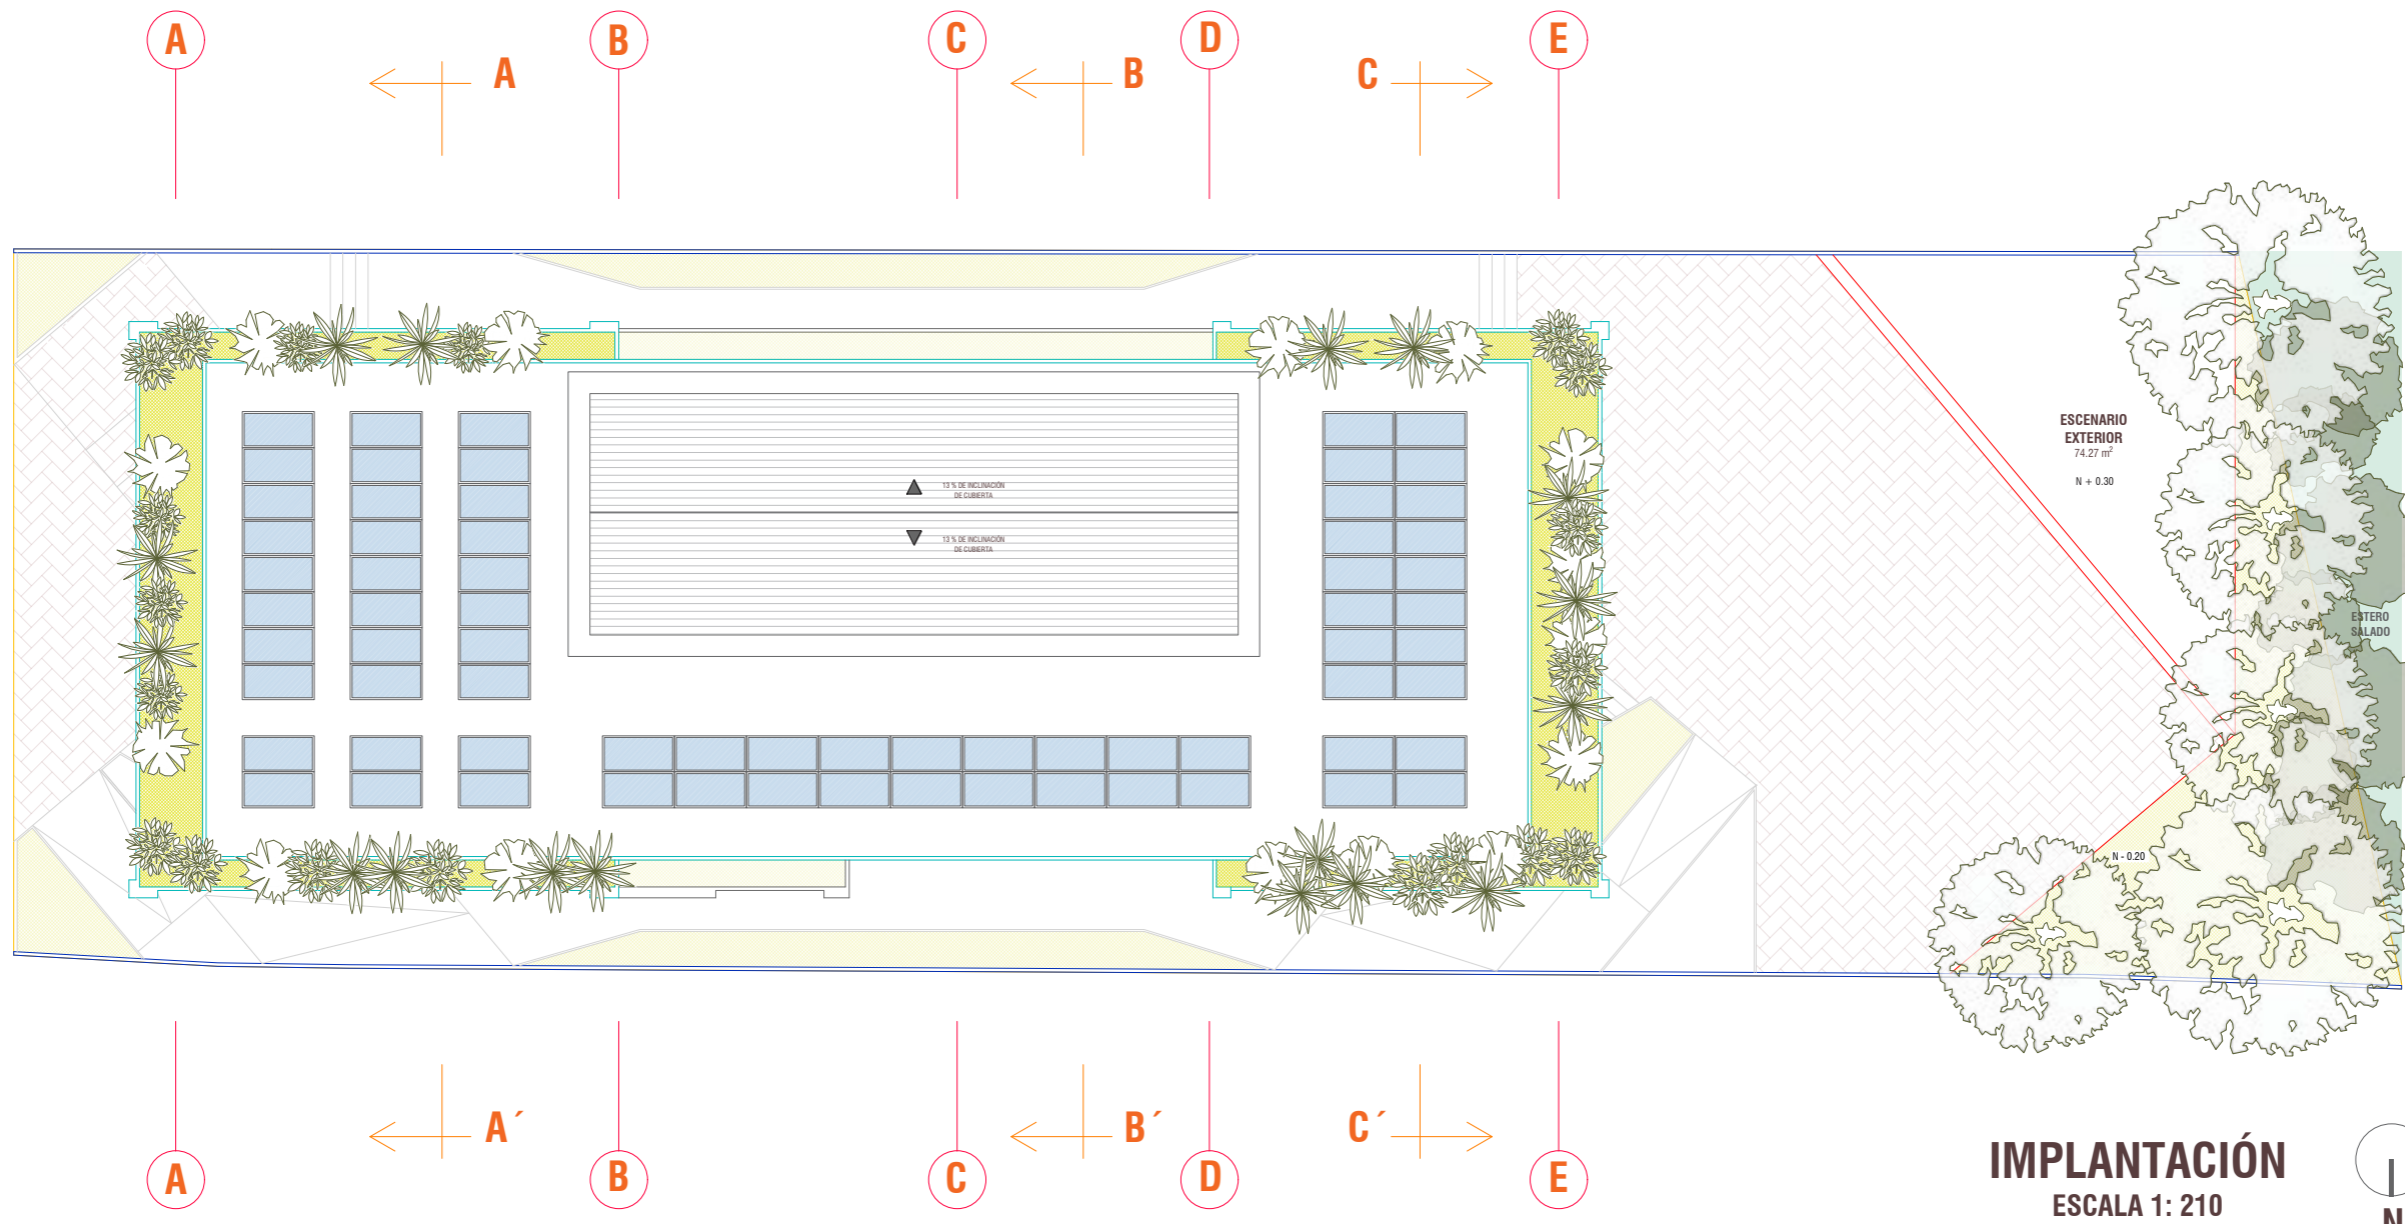 A
B
C
D
E
A
B
C
ESCENARIO
EXTERIOR
74.27 m²
N + 0.30
13 % DE INCLINACIÓN
DE CUBIERTA
13 % DE INCLINACIÓN
DE CUBIERTA
ESTERO
SALADO
N - 0.20
A´
B´
C´
A
B
C
D
E
IMPLANTACIÓN
ESCALA 1: 210
N